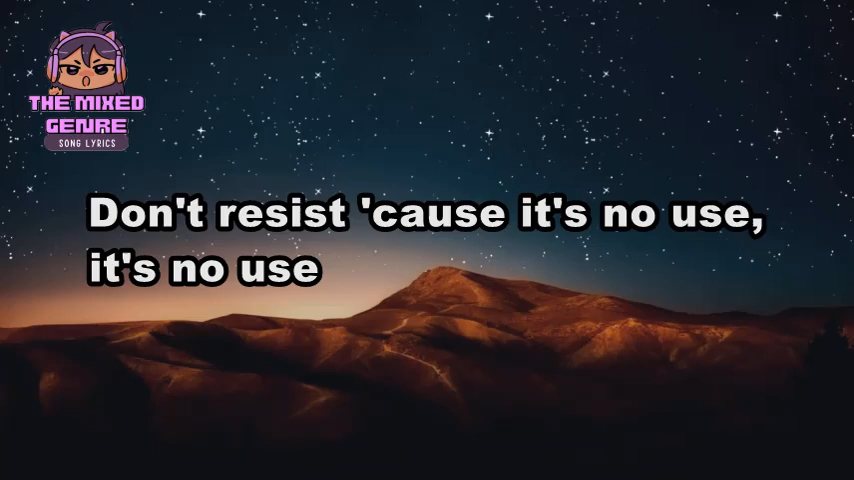 THE MIXED
GENRE
SONG LYRICS
Don't resist 'cause it's no use,
it's no use